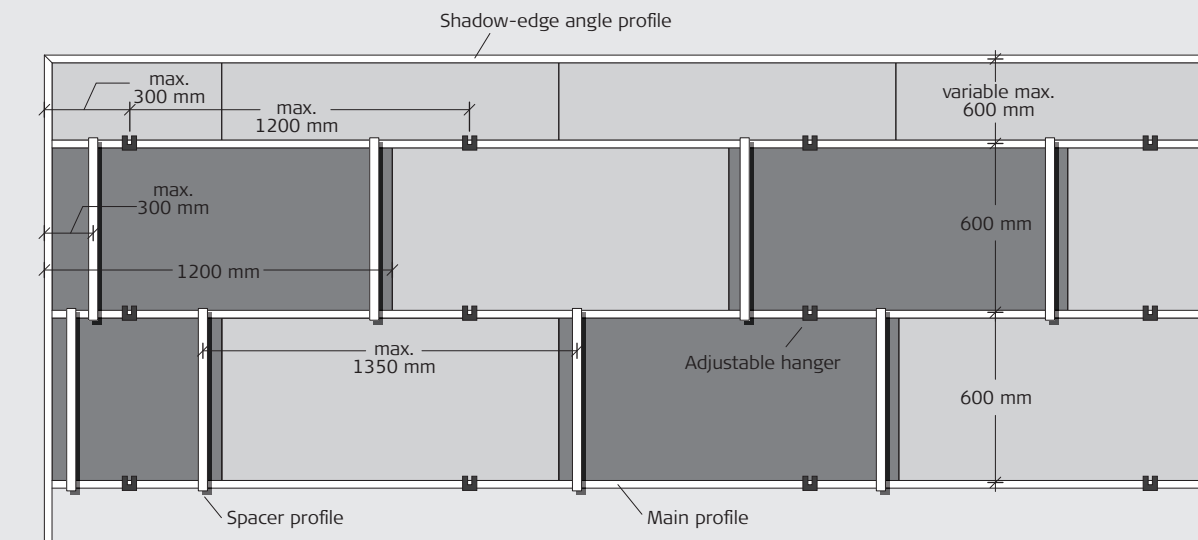 Shadow-edge angle profile
max.
300 mm
max.
1200 mm
variable max.
600 mm
max.
300 mm
600 mm
1200 mm
max.
1350 mm
Adjustable hanger
600 mm
Spacer profile
Main profile